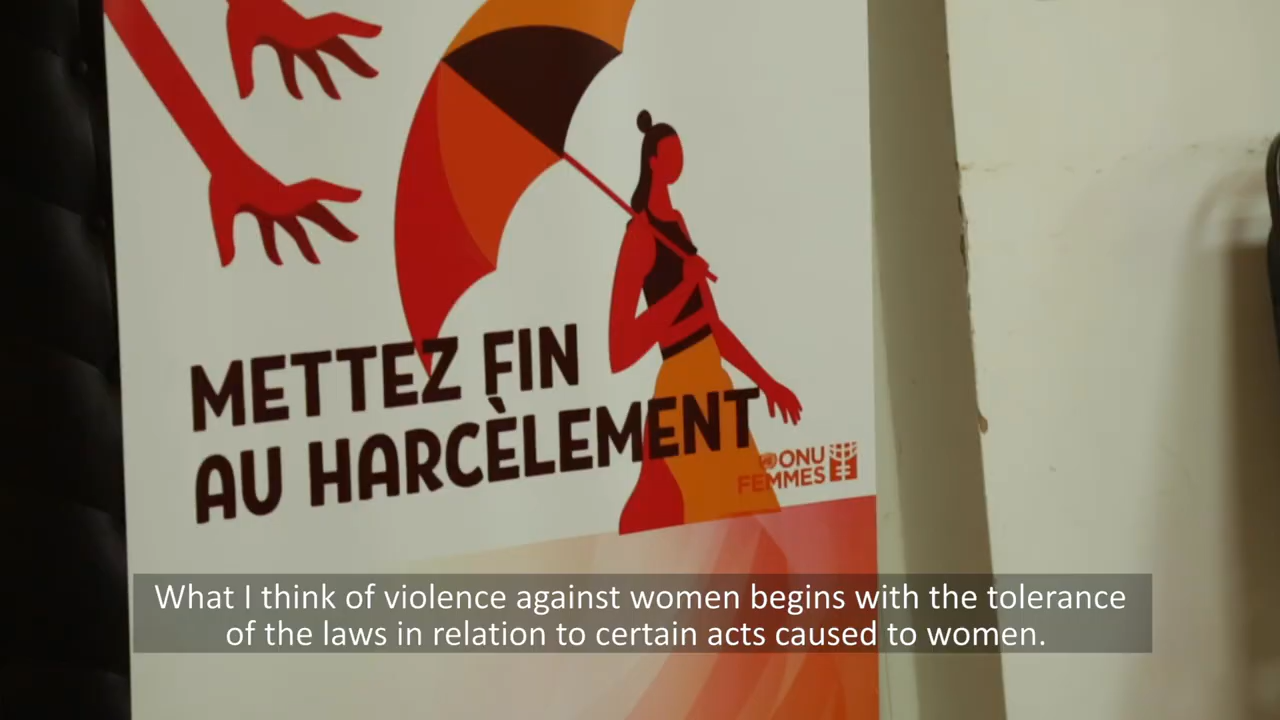 METTEZ FIN
AU HARCÈLEMENT
ONU
FEMMES
What I think of violence against women begins with the tolerance
of the laws in relation to certain acts caused to women.